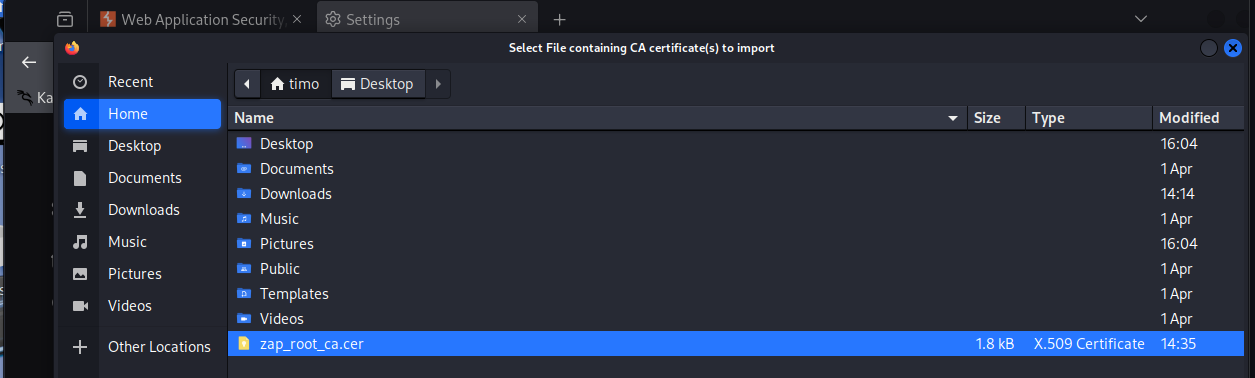 Web Application Security,
Settings
Select File containing CA certificate(s) to import
Ka
Recent
Home
Desktop
Documents
Downloads
Music
Pictures
Videos
Other Locations
timo Desktop
Name Size Type Modified
Desktop 16:04
Documents 1 Apr
Downloads 14:14
Music 1 Apr
Pictures 16:04
Public 1 Apr
Templates 1 Apr
Videos 1 Apr
zap_root_ca.cer 1.8 kB X.509 Certificate 14:35